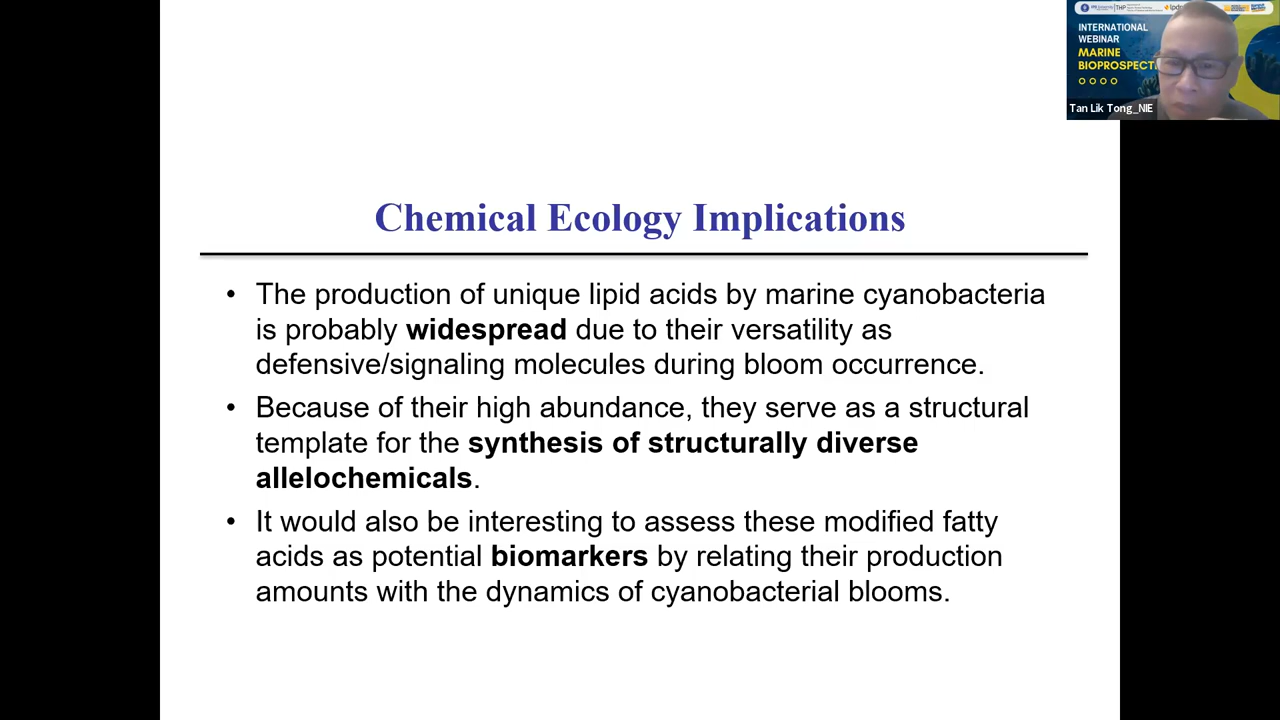 INTERNATIONAL
WEBINAR
MARINE
BIOPROSPECT
Tan Lik Tong_NIE
Chemical Ecology Implications
• The production of unique lipid acids by marine cyanobacteria
is probably widespread due to their versatility as
defensive/signaling molecules during bloom occurrence.
• Because of their high abundance, they serve as a structural
template for the synthesis of structurally diverse
allelochemicals.
• It would also be interesting to assess these modified fatty
acids as potential biomarkers by relating their production
amounts with the dynamics of cyanobacterial blooms.